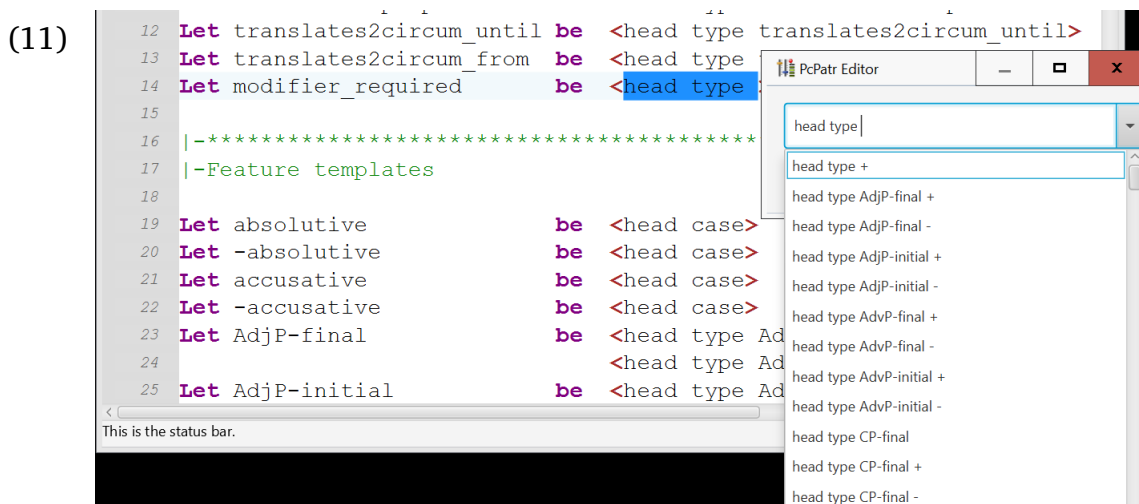 (11)
12 Let translates2circum_until be <head type translates2circum_until>
13 Let translates2circum_from be <head type
14 Let modifier_required be <head type
15
16 |-*****************************************
17 |-Feature templates
18
19 Let absolutive be <head case>
20 Let -absolutive be <head case>
21 Let accusative be <head case>
22 Let -accusative be <head case>
23 Let AdjP-final be <head type Ad
24 <head type Ad
25 Let AdjP-initial be <head type Ad
This is the status bar.
PcPatr Editor
head type
head type +
head type AdjP-final +
head type AdjP-final -
head type AdjP-initial +
head type AdjP-initial -
head type AdvP-final +
head type AdvP-final -
head type AdvP-initial +
head type AdvP-initial -
head type CP-final
head type CP-final +
head type CP-final -